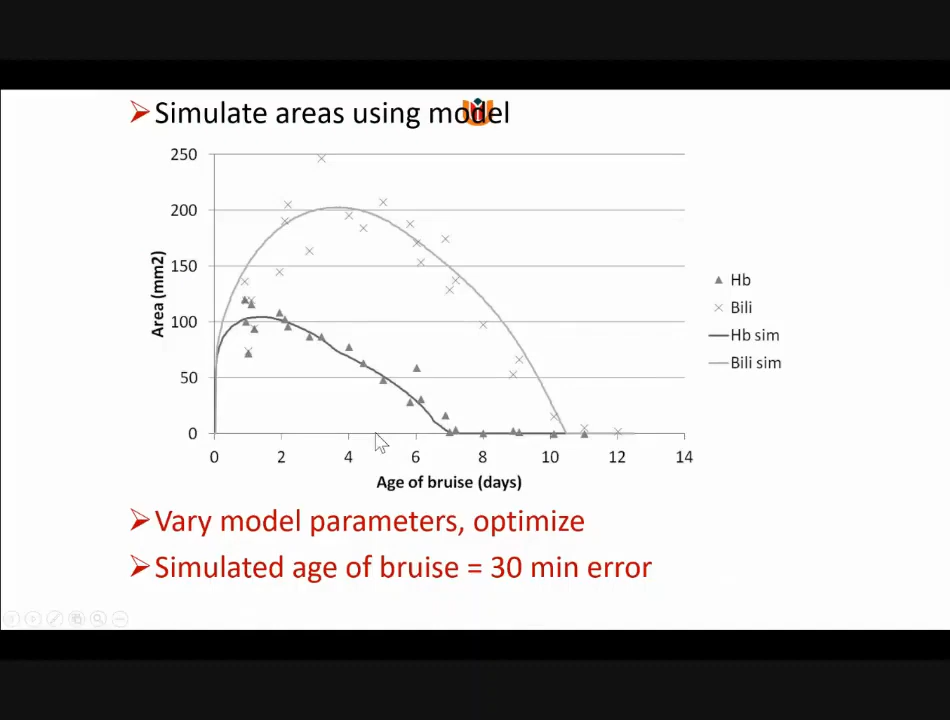 ➢Simulate areas using model
250
200
150
100
50
0
Area (mm2)
0 2 4 6 8 10 12 14
Age of bruise (days)
Hb
Bili
Hb sim
Bili sim
➢Vary model parameters, optimize
➢Simulated age of bruise = 30 min error